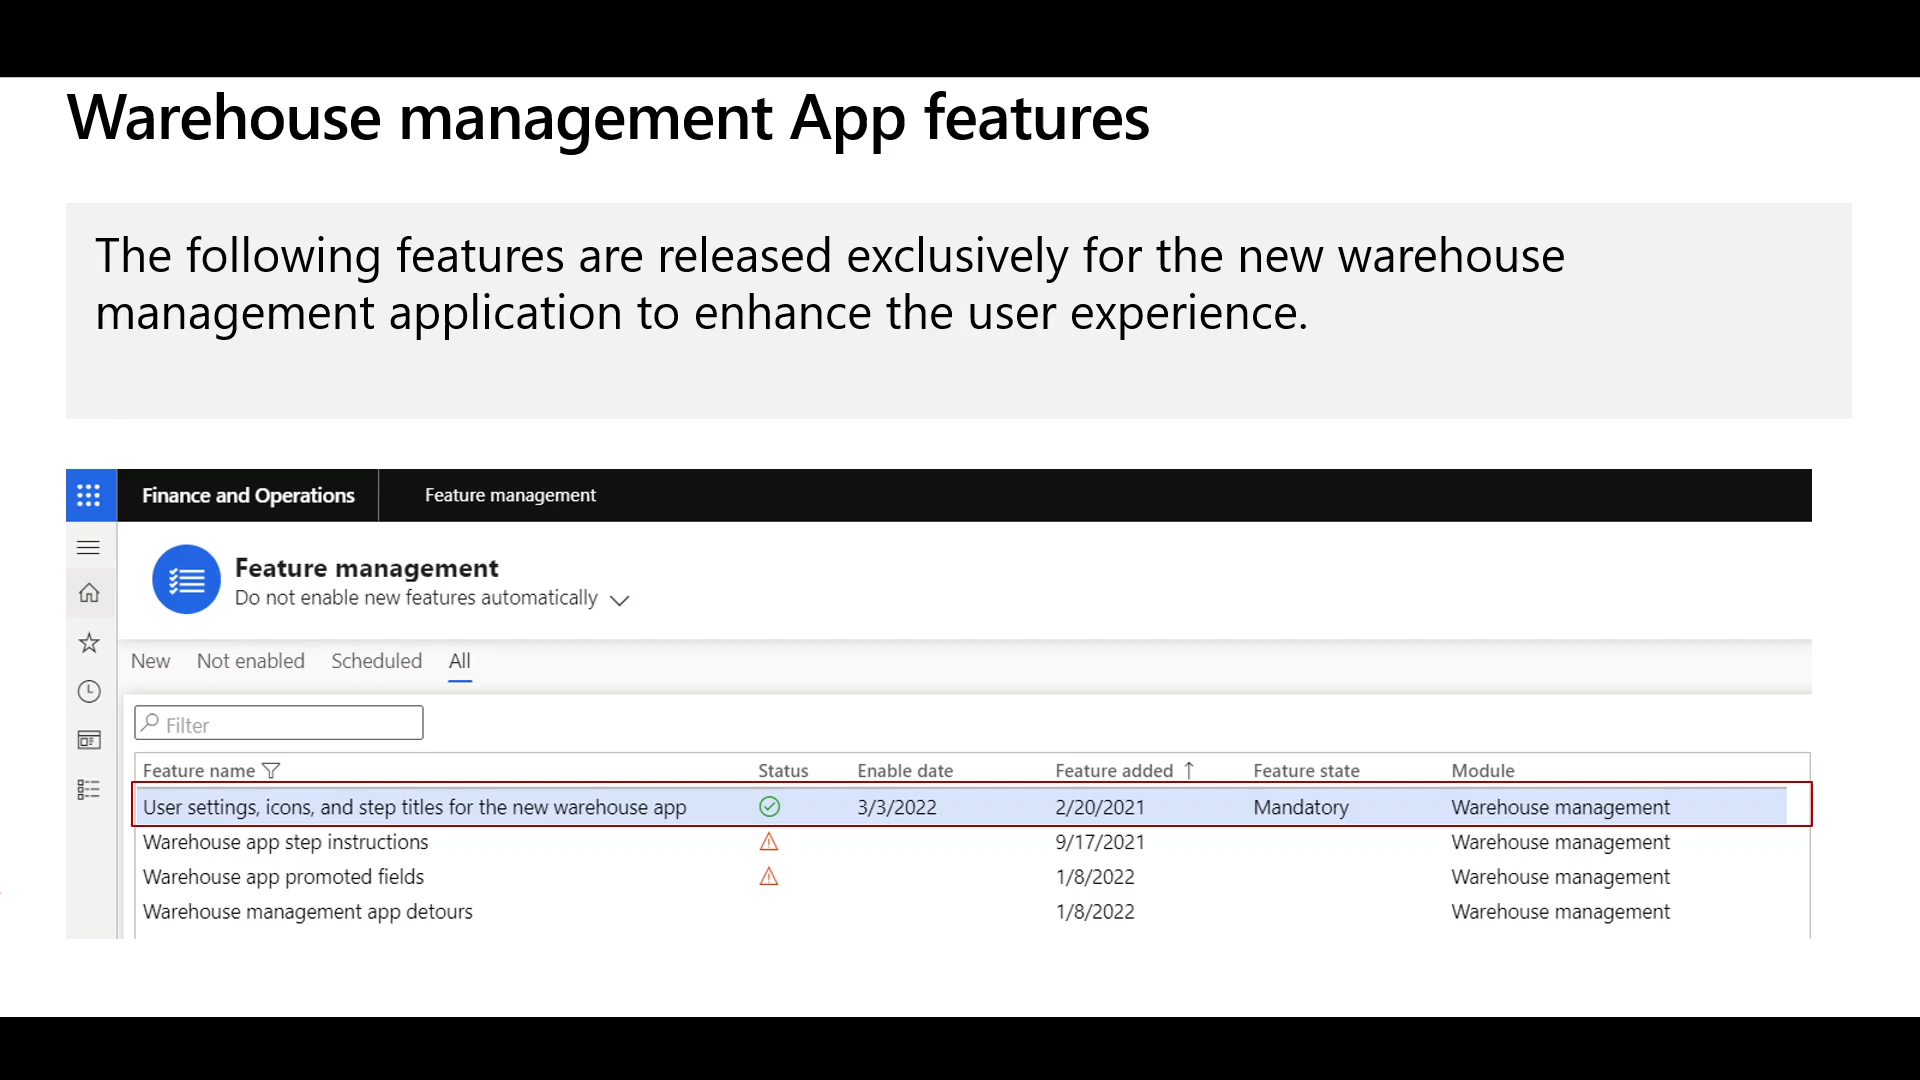 Warehouse management App features
The following features are released exclusively for the new warehouse
management application to enhance the user experience.
Finance and Operations Feature management
Feature management
Do not enable new features automatically
New Not enabled Scheduled All
Filter
Feature name Status Enable date Feature added ↑ Feature state Module
User settings, icons, and step titles for the new warehouse app 3/3/2022 2/20/2021 Mandatory Warehouse management
Warehouse app step instructions 9/17/2021 Warehouse management
Warehouse app promoted fields 1/8/2022 Warehouse management
Warehouse management app detours 1/8/2022 Warehouse management